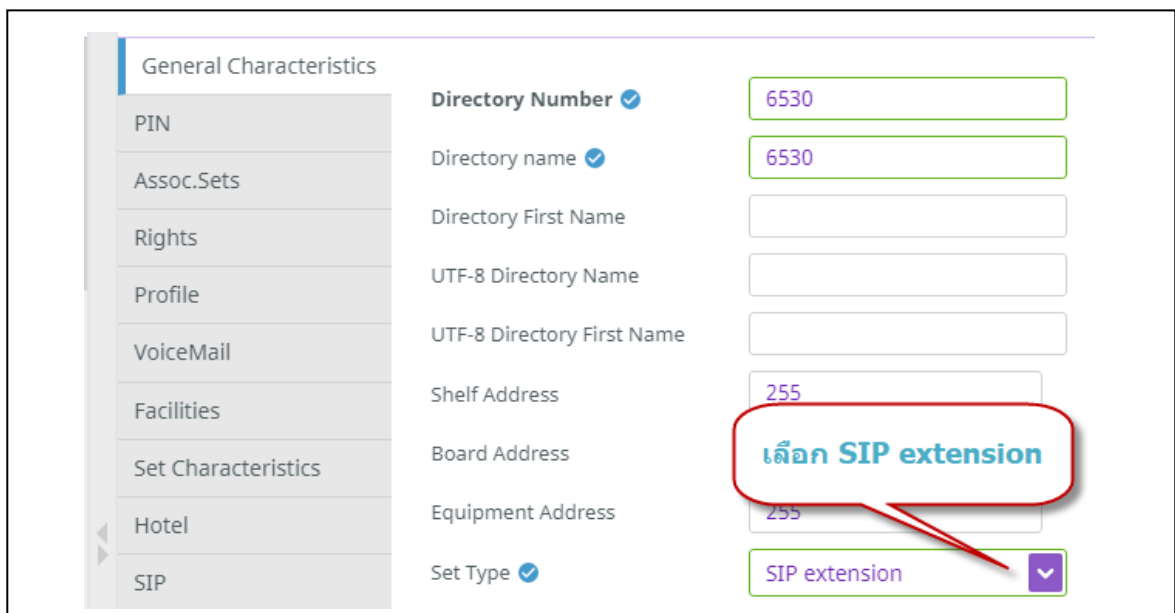 General Characteristics
PIN
Assoc.Sets
Rights
Profile
VoiceMail
Facilities
Set Characteristics
Hotel
SIP
Directory Number 6530
Directory name 6530
Directory First Name
UTF-8 Directory Name
UTF-8 Directory First Name
Shelf Address 255
Board Address
Equipment Address 255
Set Type SIP extension
เลือก SIP extension